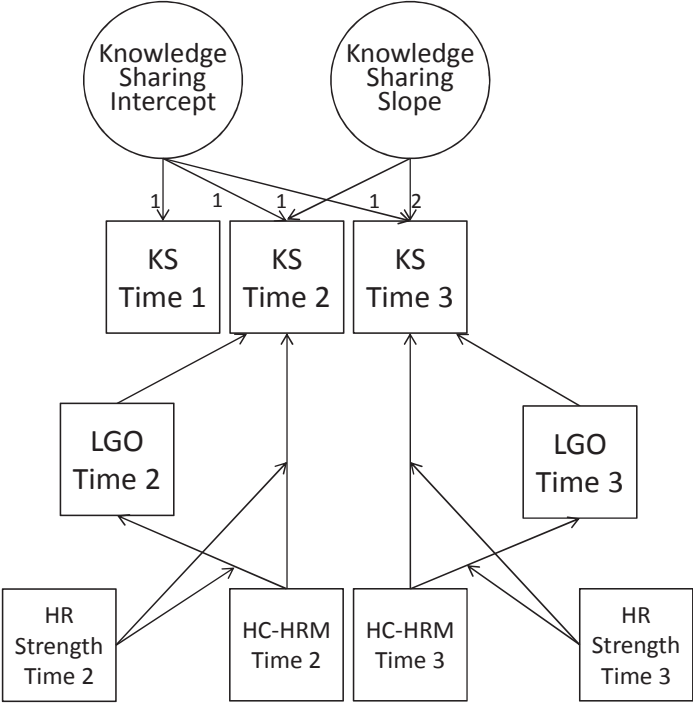 Knowledge
Sharing
Intercept
Knowledge
Sharing
Slope
1
1
1
1
2
KS
Time 1
KS
Time 2
KS
Time 3
LGO
Time 2
LGO
Time 3
HR
Strength
Time 2
HC-HRM
Time 2
HC-HRM
Time 3
HR
Strength
Time 3